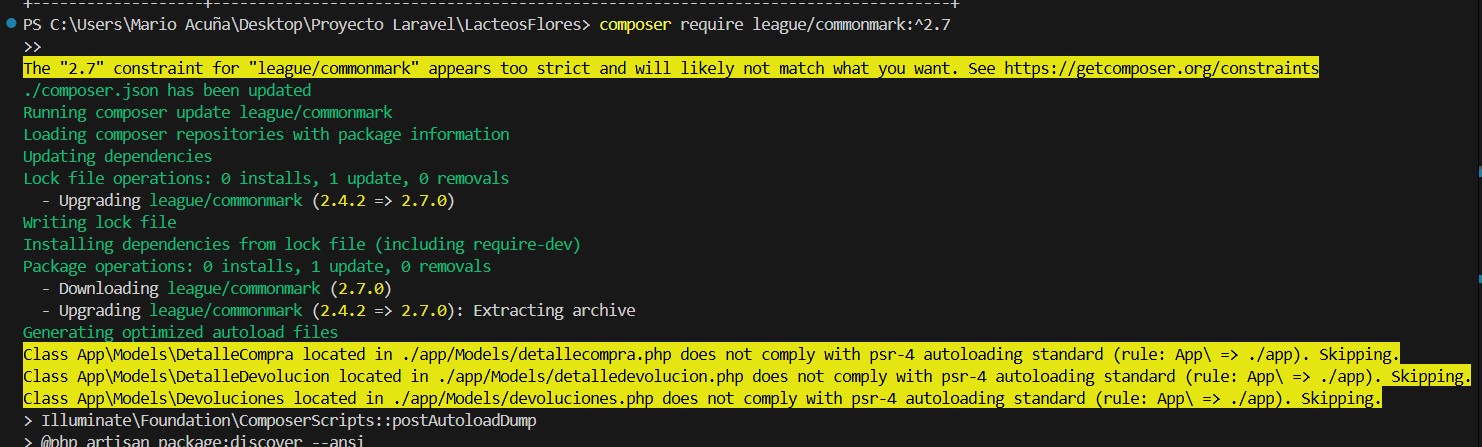 +-------------------+----------------------------------------------------------------------------------+
PS C:\Users\Mario Acuña\Desktop\Proyecto Laravel\LacteosFlores> composer require league/commonmark:^2.7
>>
The "2.7" constraint for "league/commonmark" appears too strict and will likely not match what you want. See https://getcomposer.org/constraints
./composer.json has been updated
Running composer update league/commonmark
Loading composer repositories with package information
Updating dependencies
Lock file operations: 0 installs, 1 update, 0 removals
  - Upgrading league/commonmark (2.4.2 => 2.7.0)
Writing lock file
Installing dependencies from lock file (including require-dev)
Package operations: 0 installs, 1 update, 0 removals
  - Downloading league/commonmark (2.7.0)
  - Upgrading league/commonmark (2.4.2 => 2.7.0): Extracting archive
Generating optimized autoload files
Class App\Models\DetalleCompra located in ./app/Models/detallecompra.php does not comply with psr-4 autoloading standard (rule: App\ => ./app). Skipping.
Class App\Models\DetalleDevolucion located in ./app/Models/detalledevolucion.php does not comply with psr-4 autoloading standard (rule: App\ => ./app). Skipping.
Class App\Models\Devoluciones located in ./app/Models/devoluciones.php does not comply with psr-4 autoloading standard (rule: App\ => ./app). Skipping.
> Illuminate\Foundation\ComposerScripts::postAutoloadDump
> @php artisan package:discover --ansi